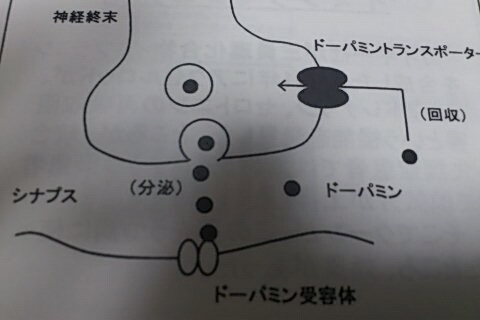 神経終末
ドーパミントランスポーター
(回収)
(分泌)
シナプス
ドーパミン
ドーパミン受容体